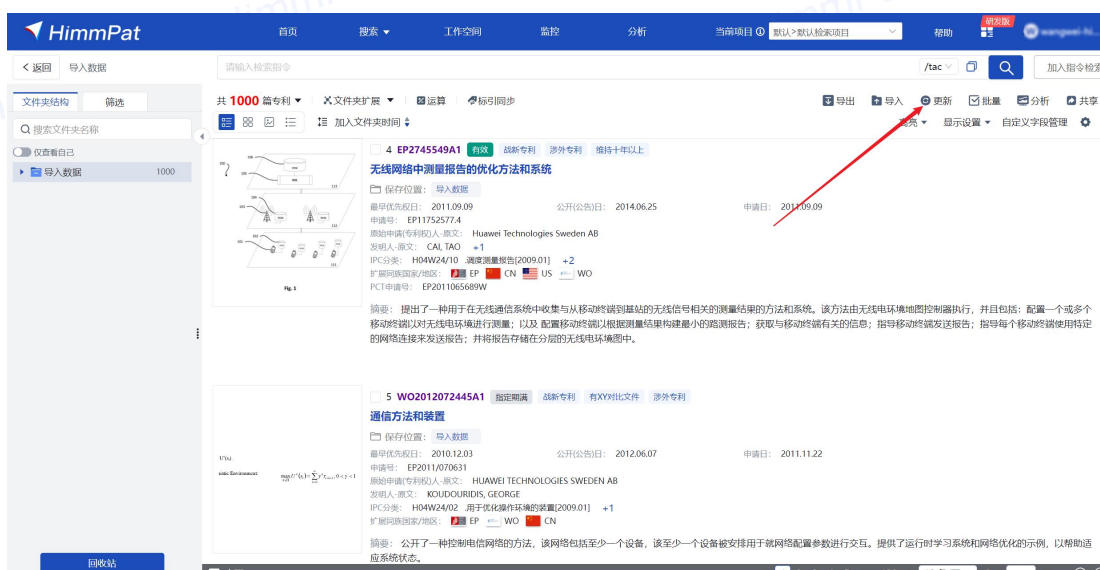 HimmPat 首页 搜索 工作空间 监控 分析 当前项目 默认>默认检索项目 帮助 研发版
< 返回 导入数据 请输入检索指令 /tac 加入指令检索
文件夹结构 筛选 共 1000 篇专利 文件夹扩展 运算 标引同步 导出 导入 更新 批量 分析 共享
搜索文件夹名称 加入文件夹时间 高亮 显示设置 自定义字段管理
仅查看自己
导入数据 1000
4 EP2745549A1 有效 战新专利 涉外专利 维持十年以上
无线网络中测量报告的优化方法和系统
保存位置: 导入数据
最早优先权日: 2011.09.09 公开(公告)日: 2014.06.25 申请日: 2011.09.09
申请号: EP11752577.4
原始申请(专利权)人-原文: Huawei Technologies Sweden AB
发明人-原文: CAI, TAO +1
IPC分类: H04W24/10 .调度测量报告[2009.01] +2
扩展同族国家/地区: EP CN US WO
PCT申请号: EP2011065689W
Fig. 1
摘要: 提出了一种用于在无线通信系统中收集与从移动终端到基站的无线信号相关的测量结果的方法和系统。该方法由无线电环境地图控制器执行，并且包括：配置一个或多个
移动终端以对无线电环境进行测量；以及 配置移动终端以根据测量结果构建最小的路测报告；获取与移动终端有关的信息；指导移动终端发送报告；指导每个移动终端使用特定
的网络连接来发送报告；并将报告存储在分层的无线电环境图中。
5 WO2012072445A1 指定期满 战新专利 有XY对比文件 涉外专利
通信方法和装置
保存位置: 导入数据
最早优先权日: 2010.12.03 公开(公告)日: 2012.06.07 申请日: 2011.11.22
申请号: EP2011/070631
原始申请(专利权)人-原文: HUAWEI TECHNOLOGIES SWEDEN AB
发明人-原文: KOUDOURIDIS, GEORGE
IPC分类: H04W24/02 .用于优化操作环境的装置[2009.01] +1
扩展同族国家/地区: EP WO CN
摘要: 公开了一种控制电信网络的方法，该网络包括至少一个设备，该至少一个设备被安排用于就网络配置参数进行交互。提供了运行时学习系统和网络优化的示例，以帮助适
应系统状态。
回收站